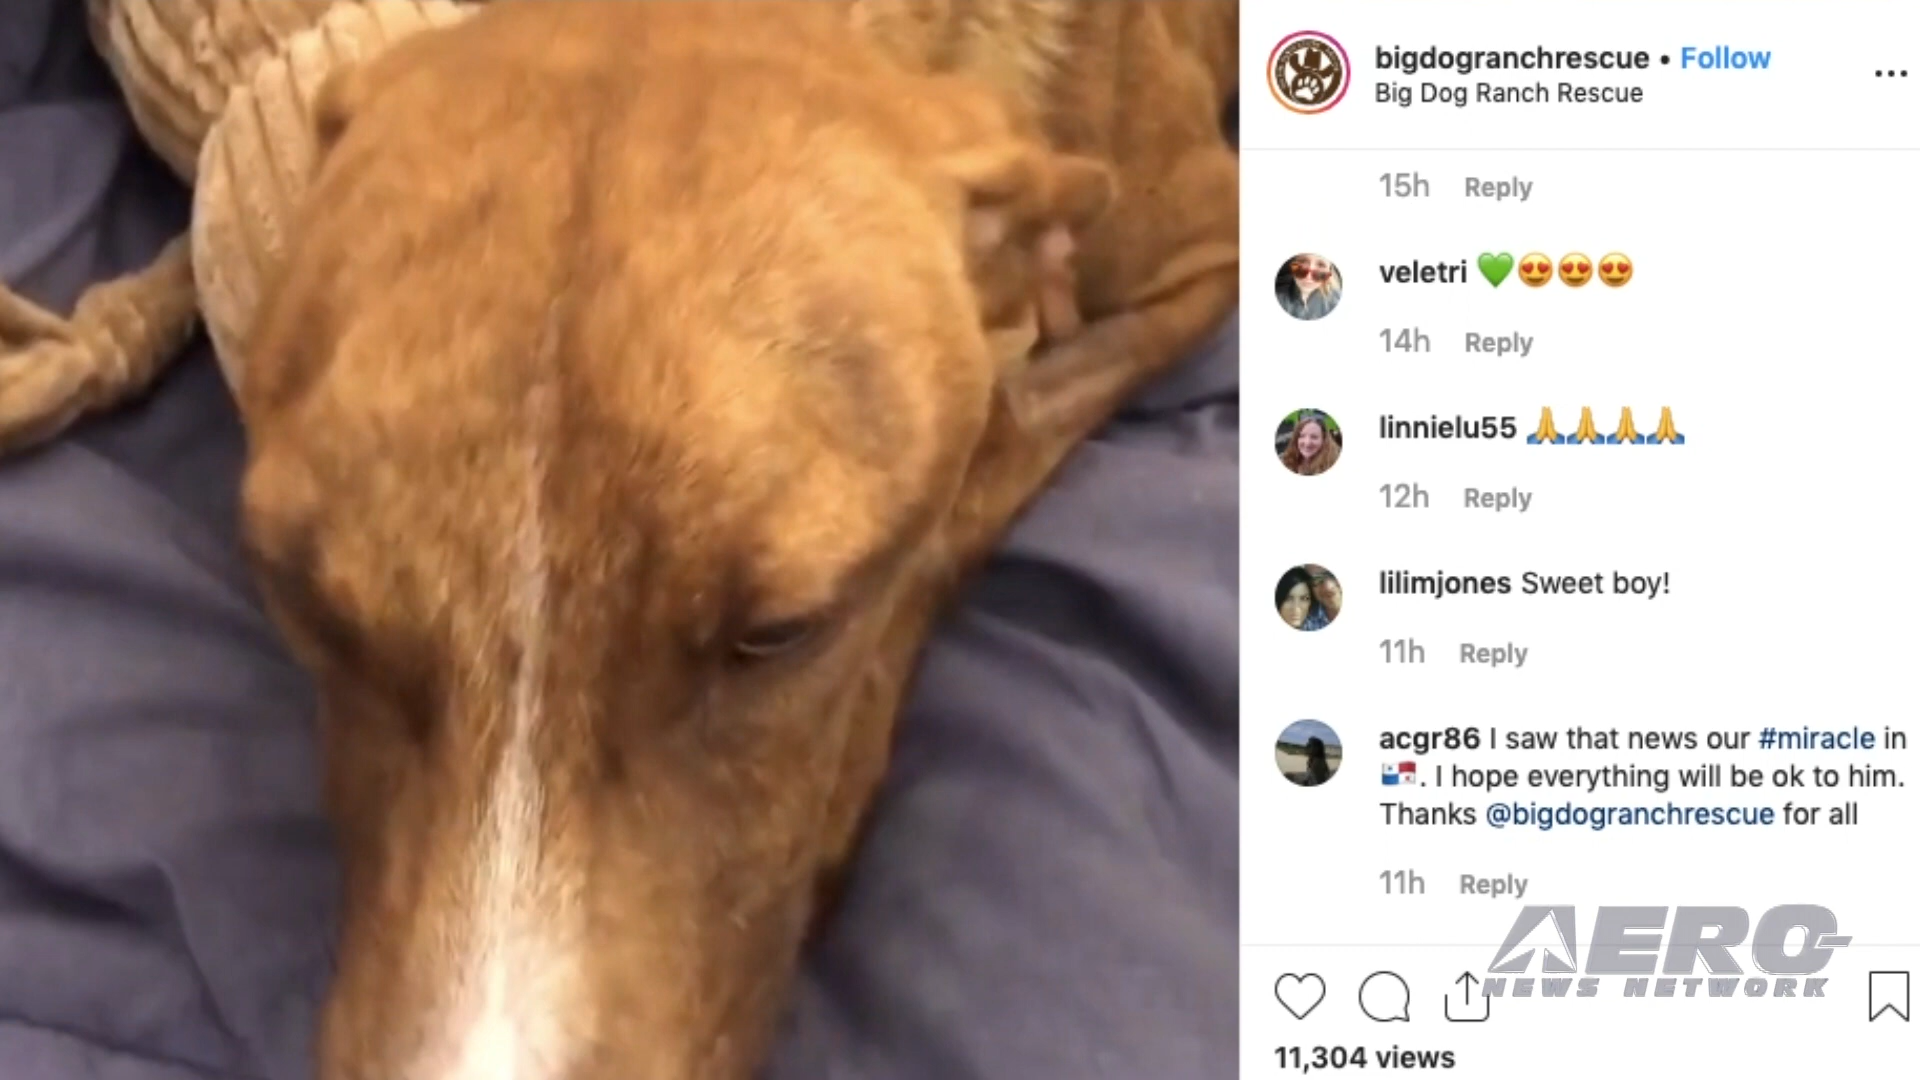 bigdogranchrescue • Follow
Big Dog Ranch Rescue
15h Reply
veletri 💚😍😍😍
14h Reply
linnielu55 🙏🙏🙏🙏
12h Reply
lilimjones Sweet boy!
11h Reply
acgr86 I saw that news our #miracle in
🇵🇦. I hope everything will be ok to him.
Thanks @bigdogranchrescue for all
11h Reply
AERO-
NEWS NETWORK
11,304 views